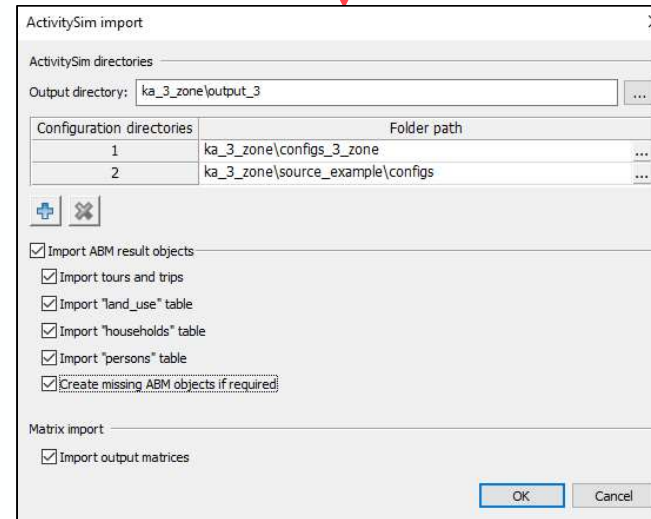 ActivitySim import
ActivitySim directories
Output directory: ka_3_zone\output_3 ...
Configuration directories Folder path
1 ka_3_zone\configs_3_zone ...
2 ka_3_zone\source_example\configs ...
Import ABM result objects
Import tours and trips
Import "land_use" table
Import "households" table
Import "persons" table
Create missing ABM objects if required
Matrix import
Import output matrices
OK Cancel